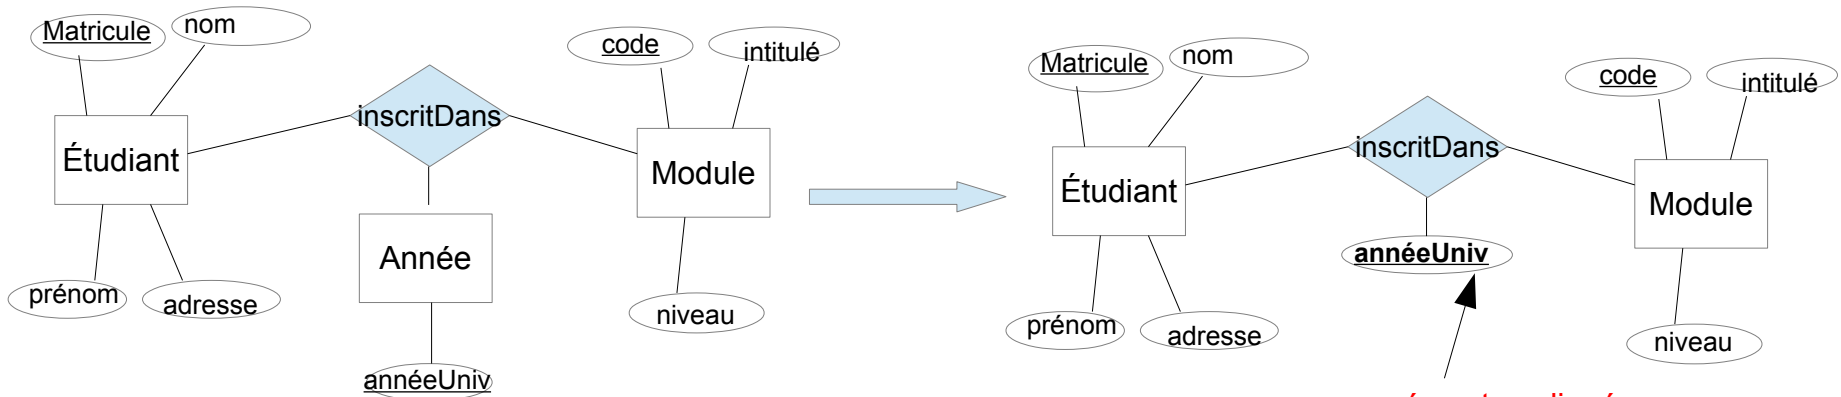 Matricule
nom
code
intitulé
inscritDans
Étudiant
Module
Année
prénom
adresse
niveau
annéeUniv
Matricule
nom
code
intitulé
inscritDans
Étudiant
Module
annéeUniv
prénom
adresse
niveau